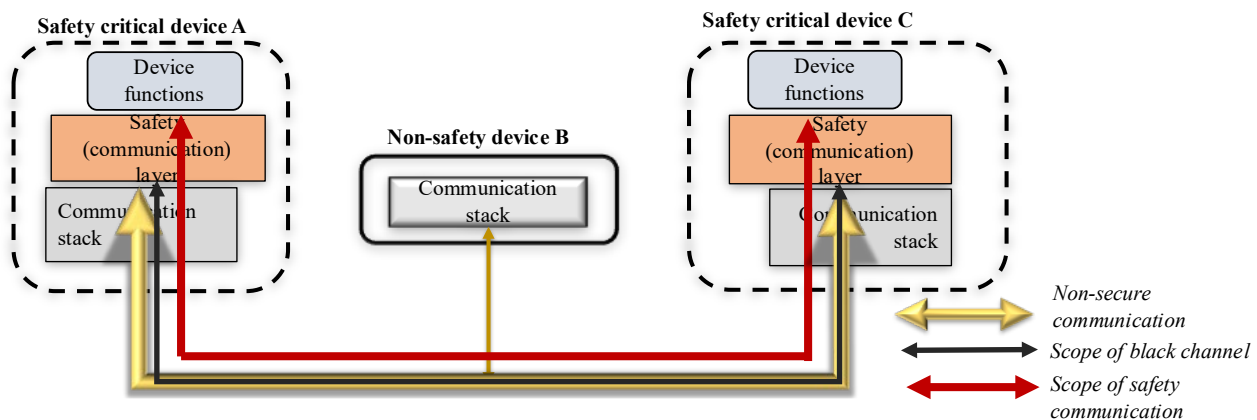 Safety critical device A
Device
functions
Safety
(communication)
layer
Communication
stack
Non-safety device B
Communication
stack
Safety critical device C
Device
functions
Safety
(communication)
layer
Communication
stack
Non-secure
communication
Scope of black channel
Scope of safety
communication